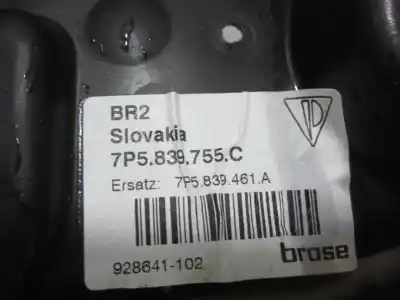 BR2
Slovakia
7P5.839.755.C
Ersatz: 7P5.839.461.A
928641-102
brose